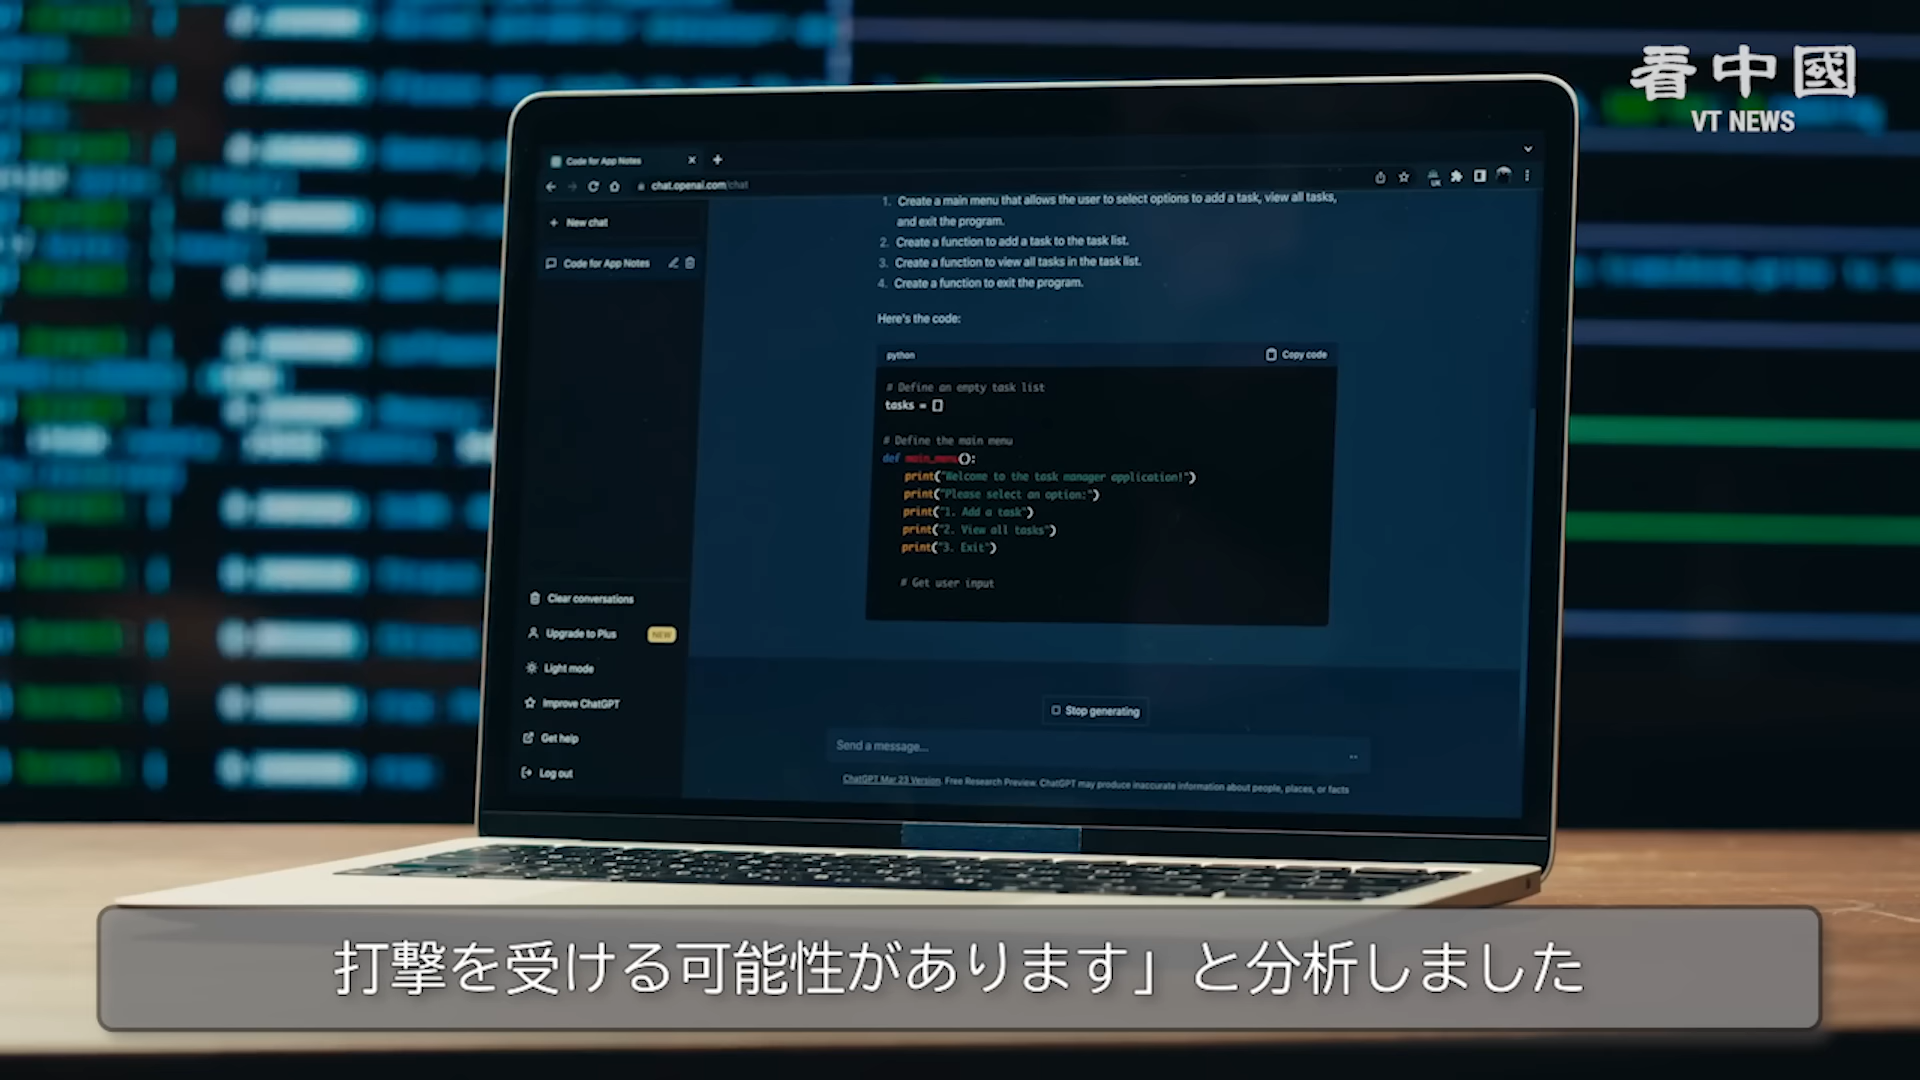 看中國
VT NEWS
Code for App Notes
chat.openai.com/chat
New chat
Code for App Notes
1. Create a main menu that allows the user to select options to add a task, view all tasks,
and exit the program.
2. Create a function to add a task to the task list.
3. Create a function to view all tasks in the task list.
4. Create a function to exit the program.
Here's the code:
python
Copy code
# Define an empty task list
tasks = []
# Define the main menu
def main_menu():
print("Welcome to the task manager application!")
print("Please select an option:")
print("1. Add a task")
print("2. View all tasks")
print("3. Exit")
# Get user input
Clear conversations
Upgrade to Plus NEW
Light mode
Improve ChatGPT
Get help
Log out
Stop generating
Send a message...
ChatGPT Mar 23 Version. Free Research Preview. ChatGPT may produce inaccurate information about people, places, or facts
打撃を受ける可能性があります」と分析しました